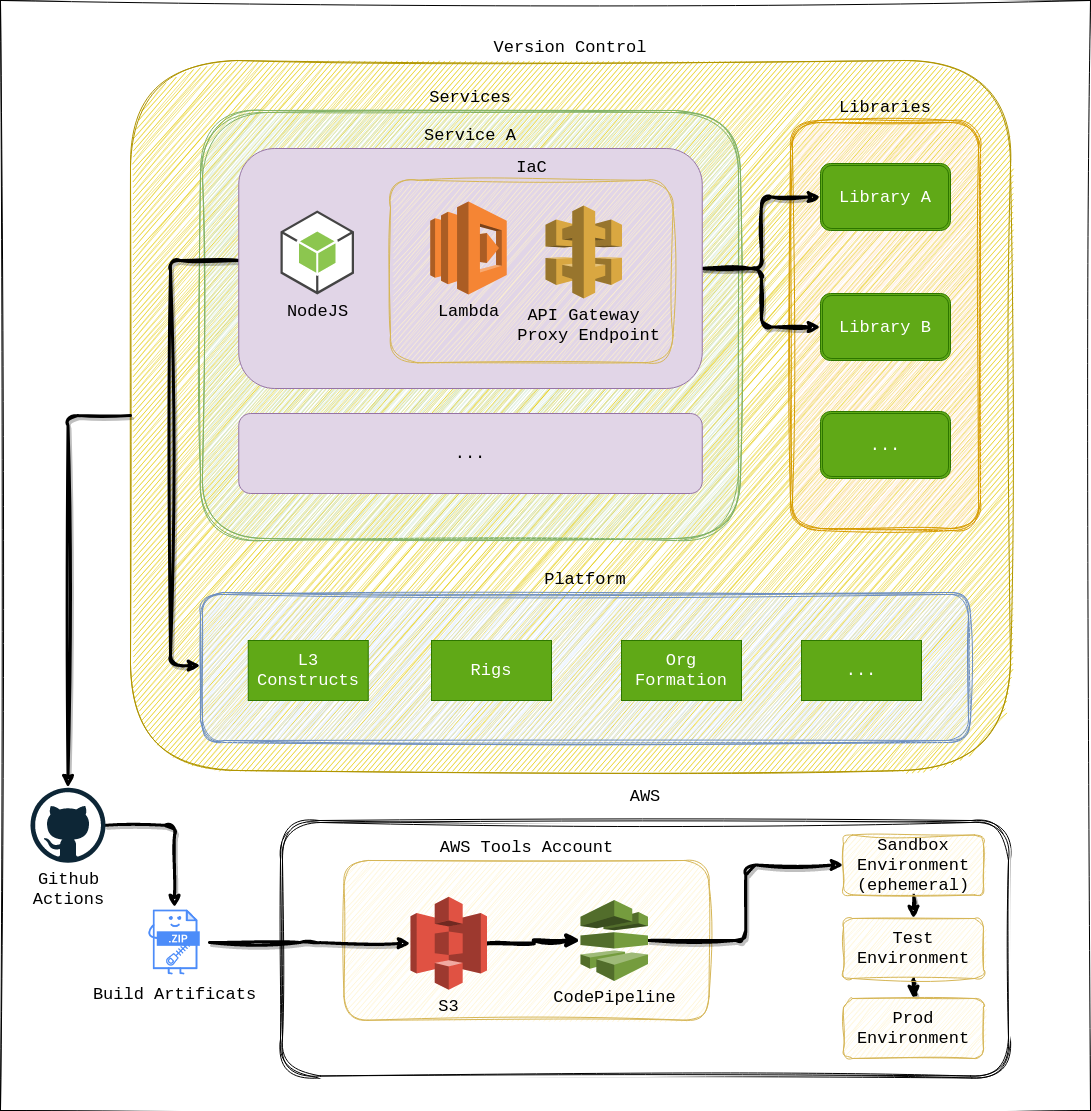 Version Control
Services
Libraries
Service A
IaC
Library A
NodeJS
Lambda
API Gateway
Proxy Endpoint
Library B
...
...
Platform
L3
Constructs
Rigs
Org
Formation
...
AWS
Github
Actions
AWS Tools Account
Sandbox
Environment
(ephemeral)
.ZIP
Test
Environment
Build Artificats
S3
CodePipeline
Prod
Environment